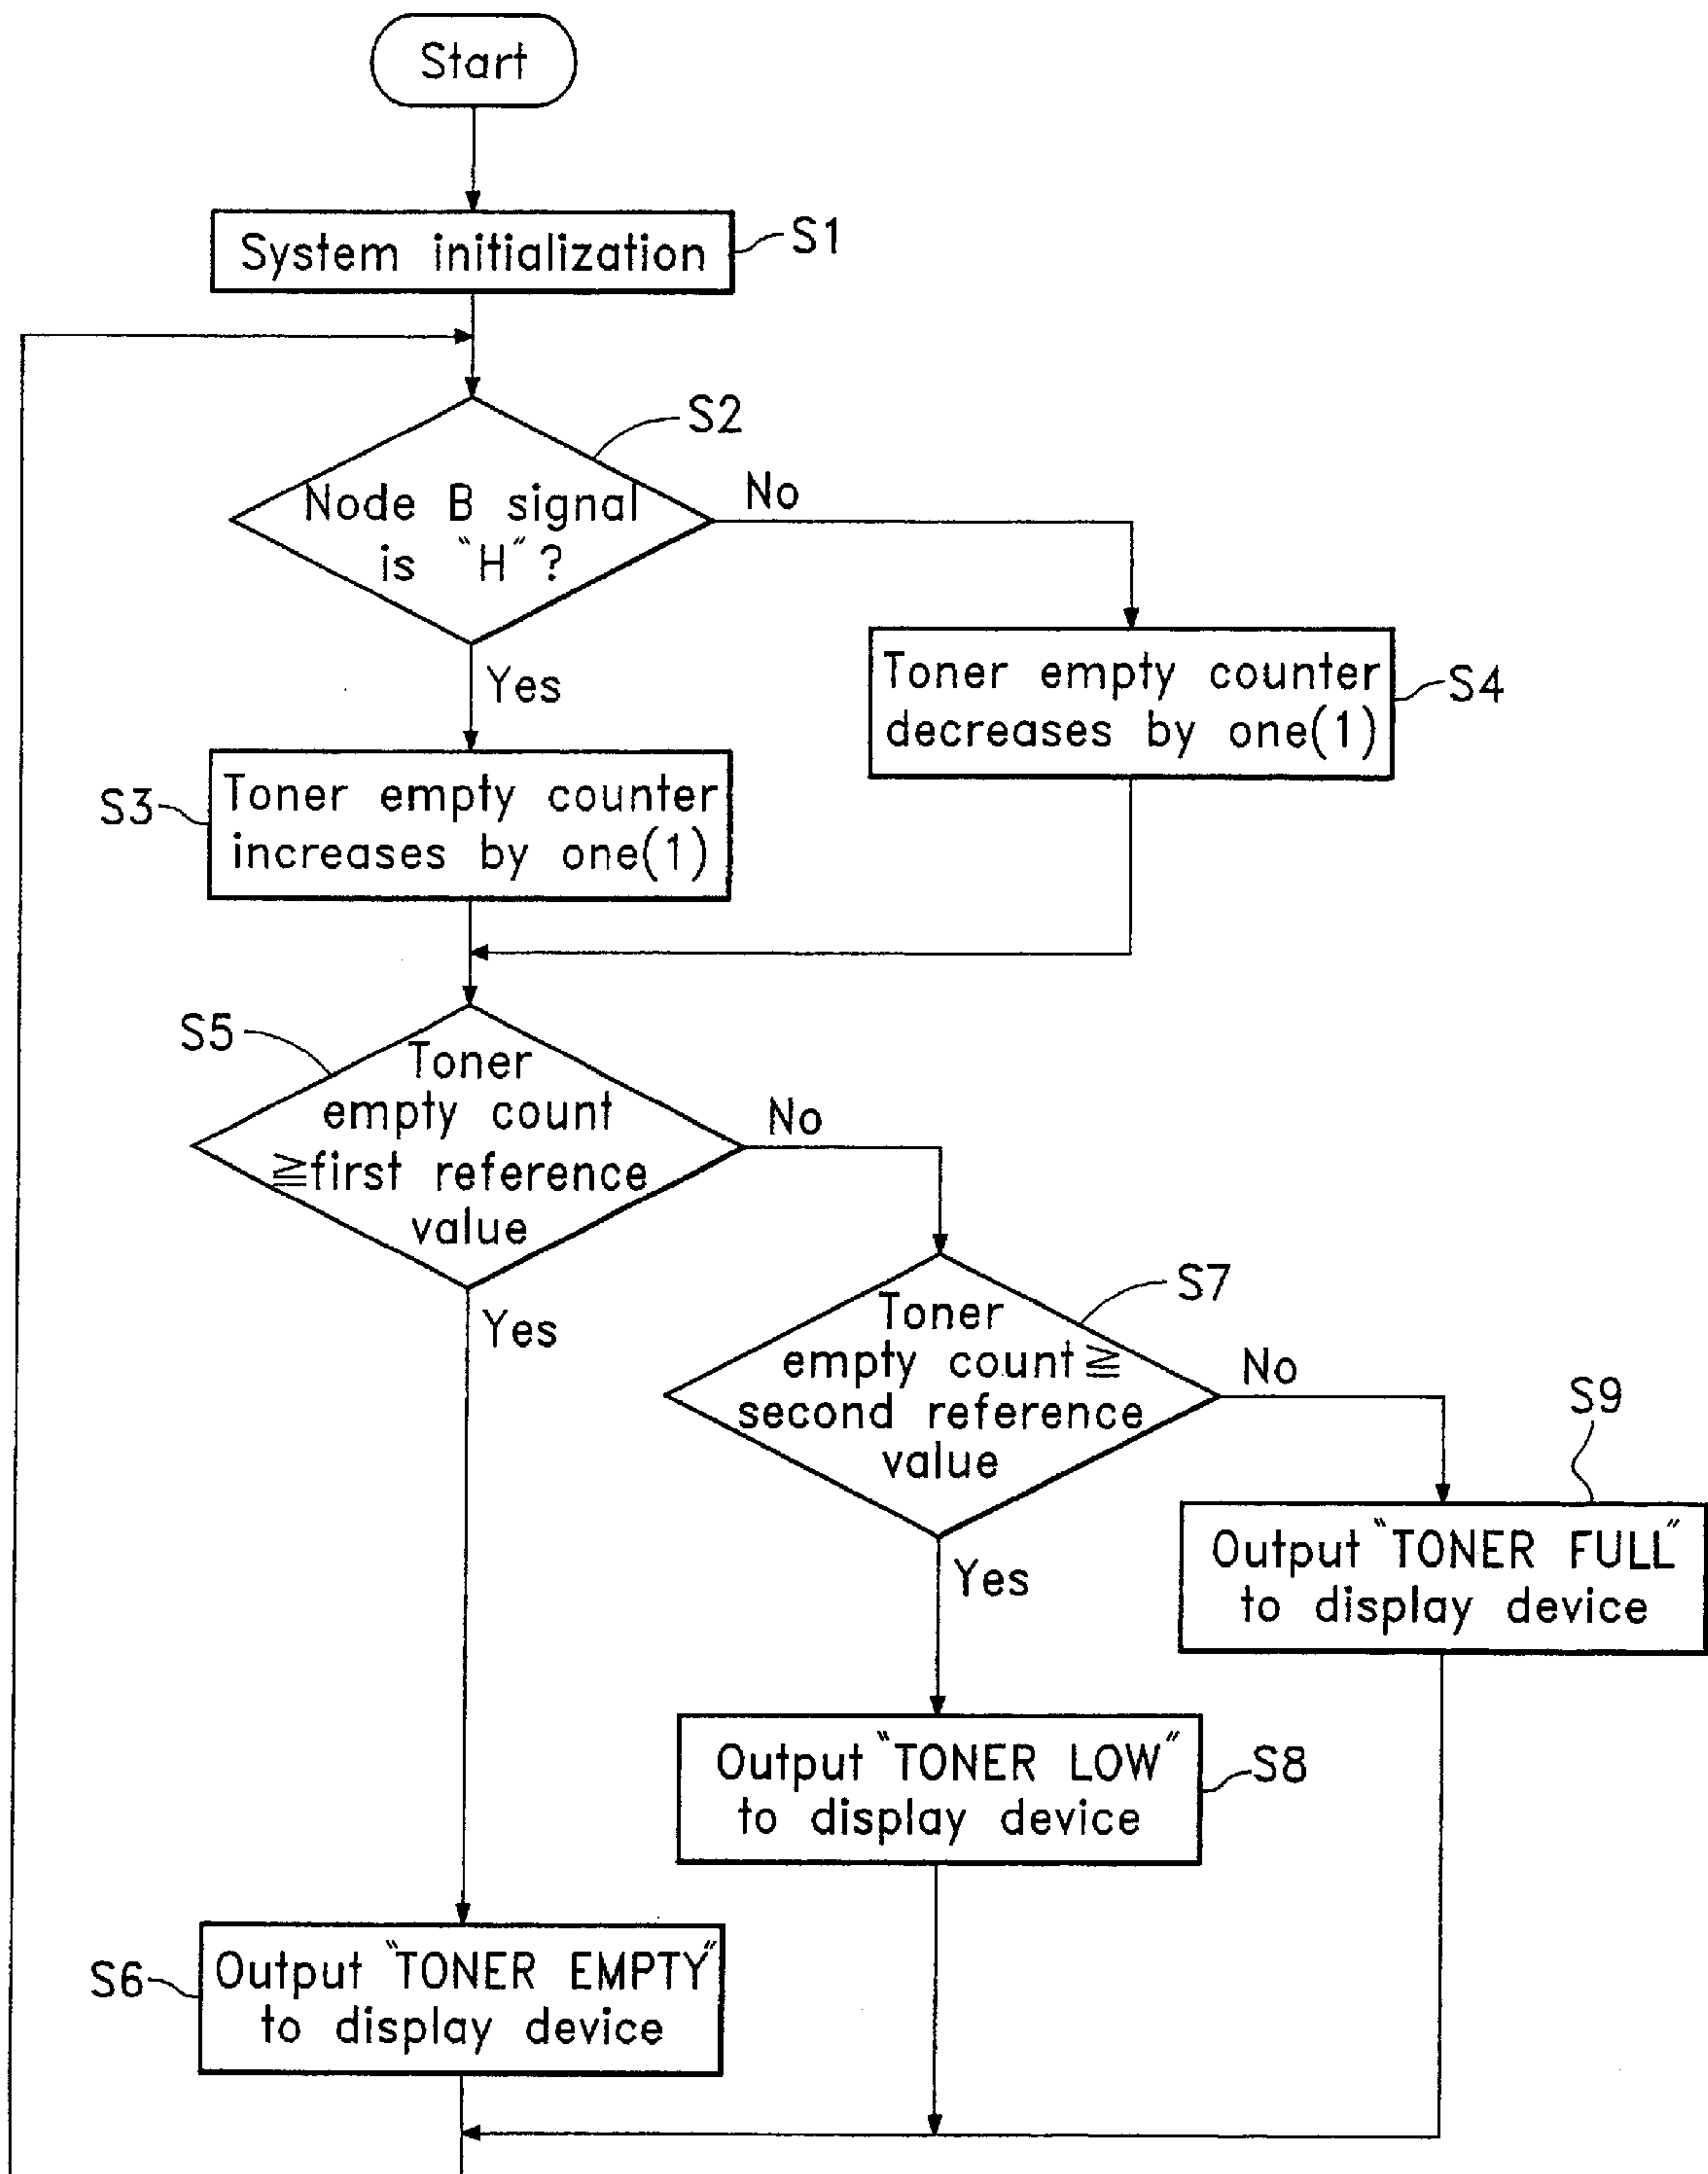 Start
System initialization
S1
S2
Node B signal
is "H"?
No
Yes
Toner empty counter
decreases by one(1)
S4
S3
Toner empty counter
increases by one(1)
S5
Toner
empty count
≧first reference
value
No
Yes
S7
Toner
empty count≧
second reference
value
No
Yes
S9
Output "TONER FULL"
to display device
Output "TONER LOW"
to display device
S8
S6
Output "TONER EMPTY"
to display device